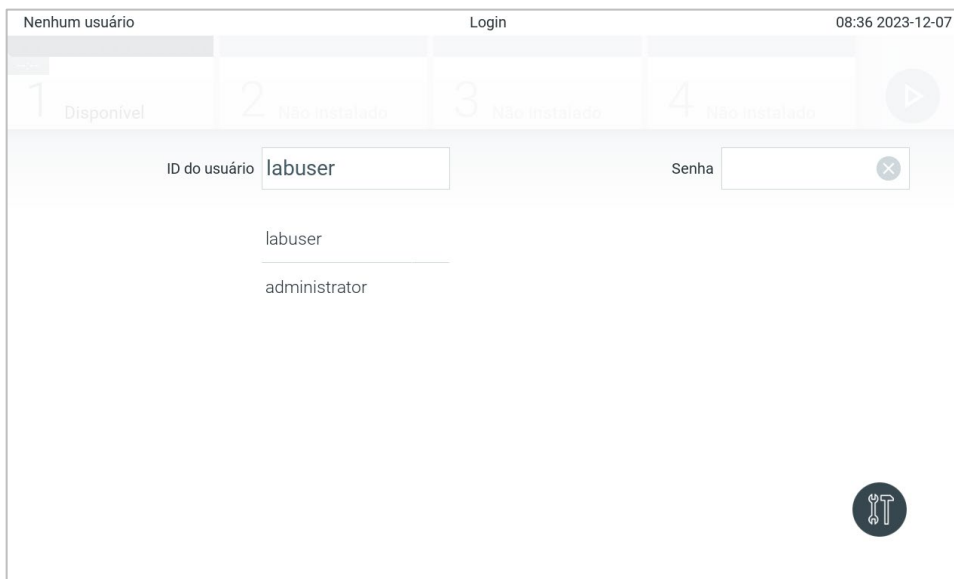 Nenhum usuário Login 08:36 2023-12-07
1 Disponível 2 Não instalado 3 Não instalado 4 Não instalado
ID do usuário labuser Senha
labuser
administrator